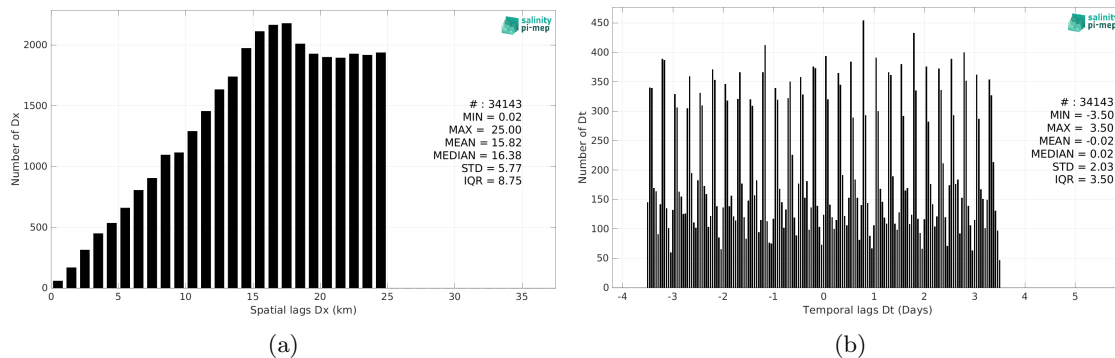 salinity
pi-mep
2000
1500
1000
500
0
Number of Dx
# : 34143
MIN = 0.02
MAX = 25.00
MEAN = 15.82
MEDIAN = 16.38
STD = 5.77
IQR = 8.75
0 5 10 15 20 25 30 35
Spatial lags Dx (km)
(a)
salinity
pi-mep
450
400
350
300
250
200
150
100
50
0
Number of Dt
# : 34143
MIN = -3.50
MAX = 3.50
MEAN = -0.02
MEDIAN = 0.02
STD = 2.03
IQR = 3.50
-4 -3 -2 -1 0 1 2 3 4 5
Temporal lags Dt (Days)
(b)